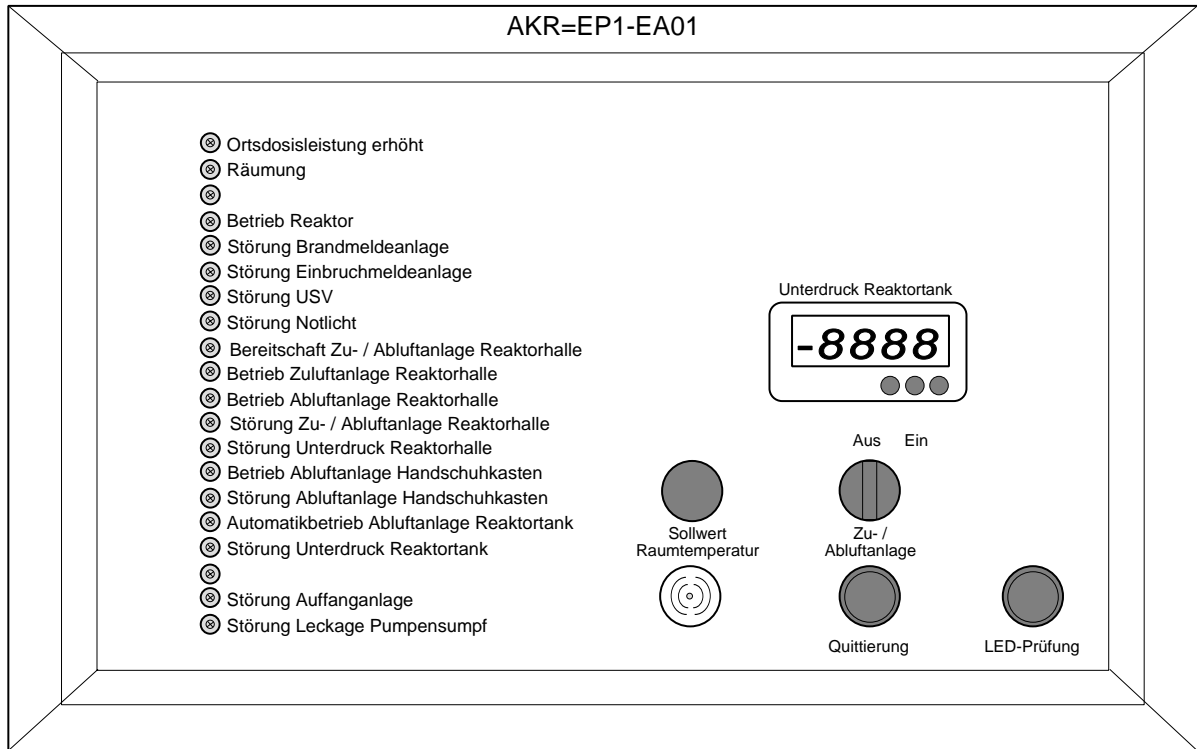 AKR=EP1-EA01
Ortsdosisleistung erhöht
Räumung
Betrieb Reaktor
Störung Brandmeldeanlage
Störung Einbruchmeldeanlage
Störung USV
Störung Notlicht
Bereitschaft Zu- / Abluftanlage Reaktorhalle
Betrieb Zuluftanlage Reaktorhalle
Betrieb Abluftanlage Reaktorhalle
Störung Zu- / Abluftanlage Reaktorhalle
Störung Unterdruck Reaktorhalle
Betrieb Abluftanlage Handschuhkasten
Störung Abluftanlage Handschuhkasten
Automatikbetrieb Abluftanlage Reaktortank
Störung Unterdruck Reaktortank
Störung Auffanganlage
Störung Leckage Pumpensumpf
Unterdruck Reaktortank
-8888
Aus Ein
Sollwert
Raumtemperatur
Zu- /
Abluftanlage
Quittierung
LED-Prüfung